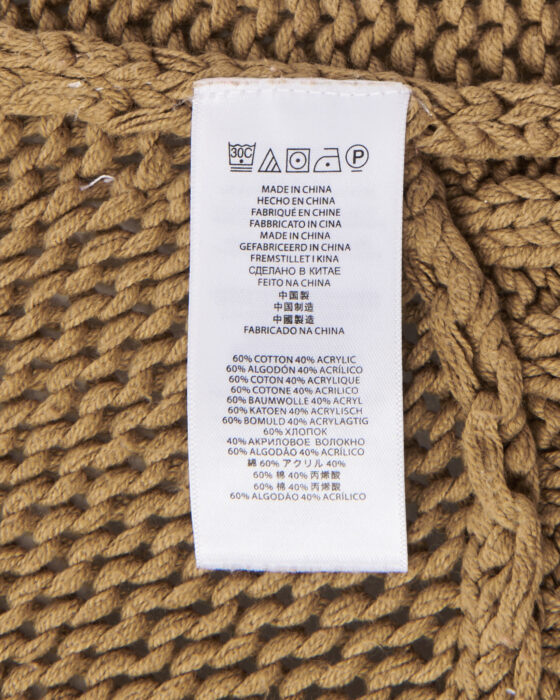 30C
P
MADE IN CHINA
HECHO EN CHINA
FABRIQUÉ EN CHINE
FABBRICATO IN CINA
MADE IN CHINA
GEFABRICEERD IN CHINA
FREMSTILLET I KINA
СДЕЛАНО В КИТАЕ
FEITO NA CHINA
中国製
中国制造
中國製造
FABRICADO NA CHINA
60% COTTON 40% ACRYLIC
60% ALGODÓN 40% ACRÍLICO
60% COTON 40% ACRYLIQUE
60% COTONE 40% ACRILICO
60% BAUMWOLLE 40% ACRYL
60% KATOEN 40% ACRYLISCH
60% BOMULD 40% ACRYLAGTIG
60% ХЛОПОК
40% АКРИЛОВОЕ ВОЛОКНО
60% ALGODÃO 40% ACRÍLICO
綿 60% アクリル 40%
60% 棉 40% 丙烯酸
60% 棉 40% 丙烯酸
60% ALGODÃO 40% ACRÍLICO